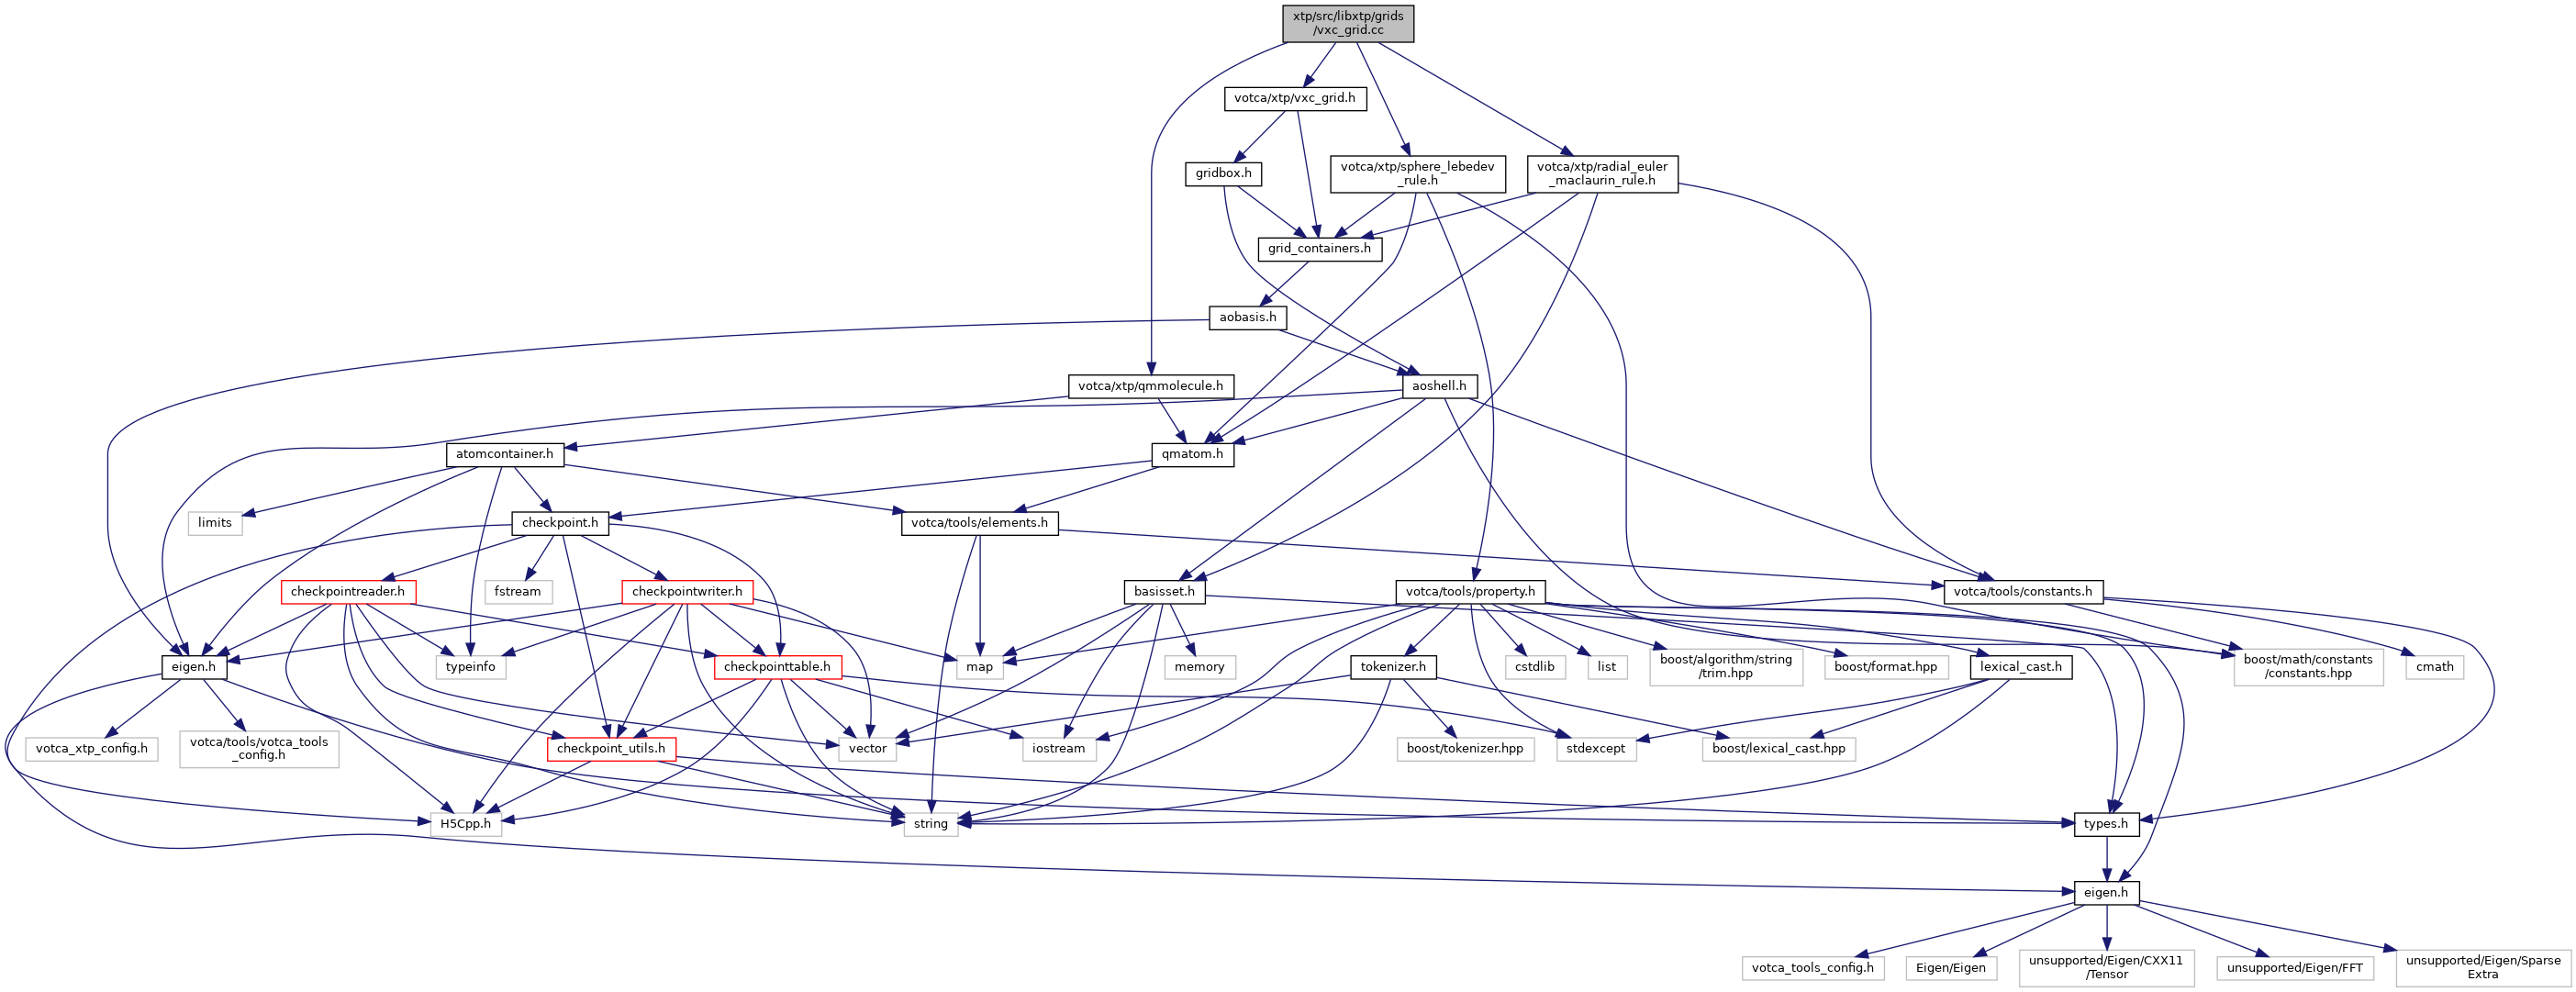 xtp/src/libxtp/grids
/vxc_grid.cc
votca/xtp/vxc_grid.h
gridbox.h
votca/xtp/sphere_lebedev
_rule.h
votca/xtp/radial_euler
_maclaurin_rule.h
grid_containers.h
aobasis.h
votca/xtp/qmmolecule.h
aoshell.h
atomcontainer.h
qmatom.h
limits
checkpoint.h
votca/tools/elements.h
checkpointreader.h
fstream
checkpointwriter.h
basisset.h
votca/tools/property.h
votca/tools/constants.h
eigen.h
typeinfo
checkpointtable.h
map
memory
tokenizer.h
cstdlib
list
boost/algorithm/string
/trim.hpp
boost/format.hpp
lexical_cast.h
boost/math/constants
/constants.hpp
cmath
votca_xtp_config.h
votca/tools/votca_tools
_config.h
checkpoint_utils.h
vector
iostream
boost/tokenizer.hpp
stdexcept
boost/lexical_cast.hpp
H5Cpp.h
string
types.h
eigen.h
votca_tools_config.h
Eigen/Eigen
unsupported/Eigen/CXX11
/Tensor
unsupported/Eigen/FFT
unsupported/Eigen/Sparse
Extra